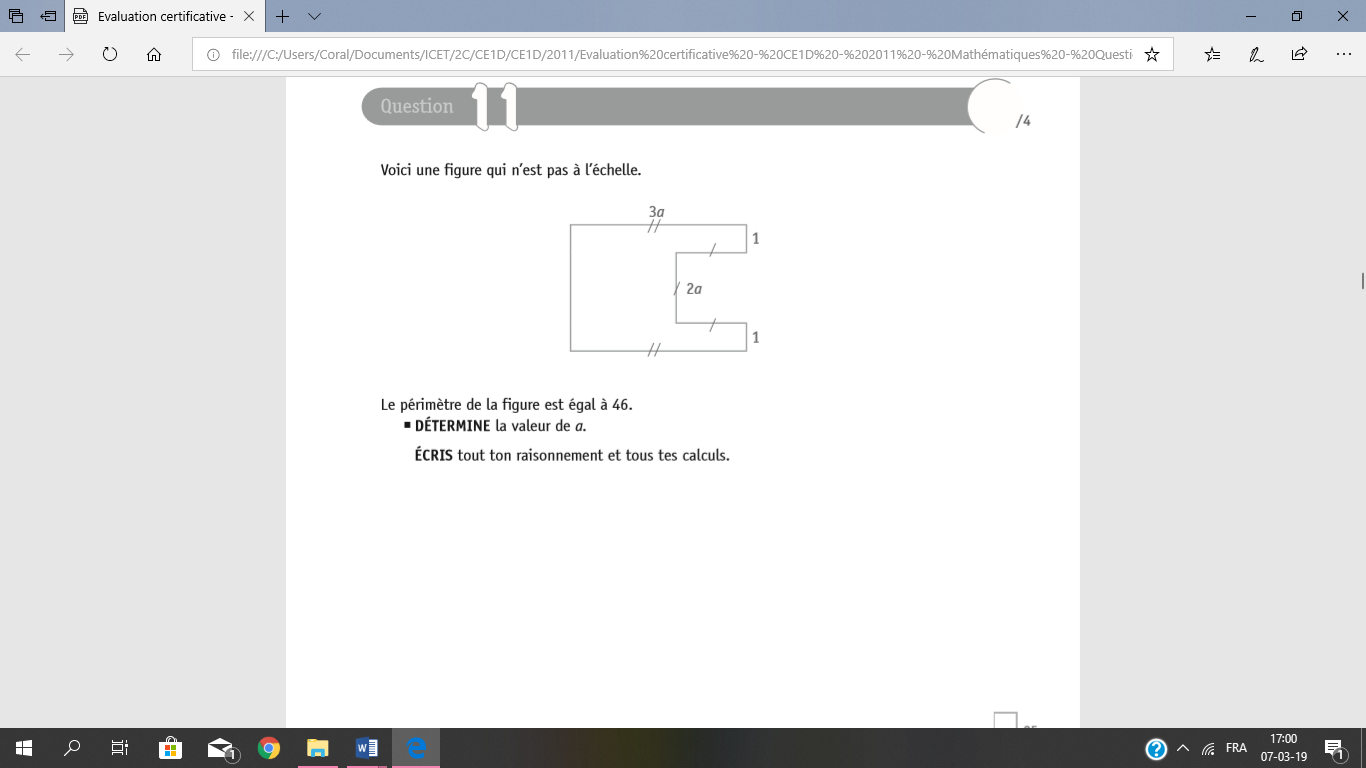 Evaluation certificative -
file:///C:/Users/Coral/Documents/ICET/2C/CE1D/CE1D/2011/Evaluation%20certificative%20-%20CE1D%20-%202011%20-%20Mathématiques%20-%20Questi
Question 11
/4
Voici une figure qui n'est pas à l'échelle.
3a
1
2a
1
Le périmètre de la figure est égal à 46.
▪ DÉTERMINE la valeur de a.
ÉCRIS tout ton raisonnement et tous tes calculs.
FRA
17:00
07-03-19
1
1